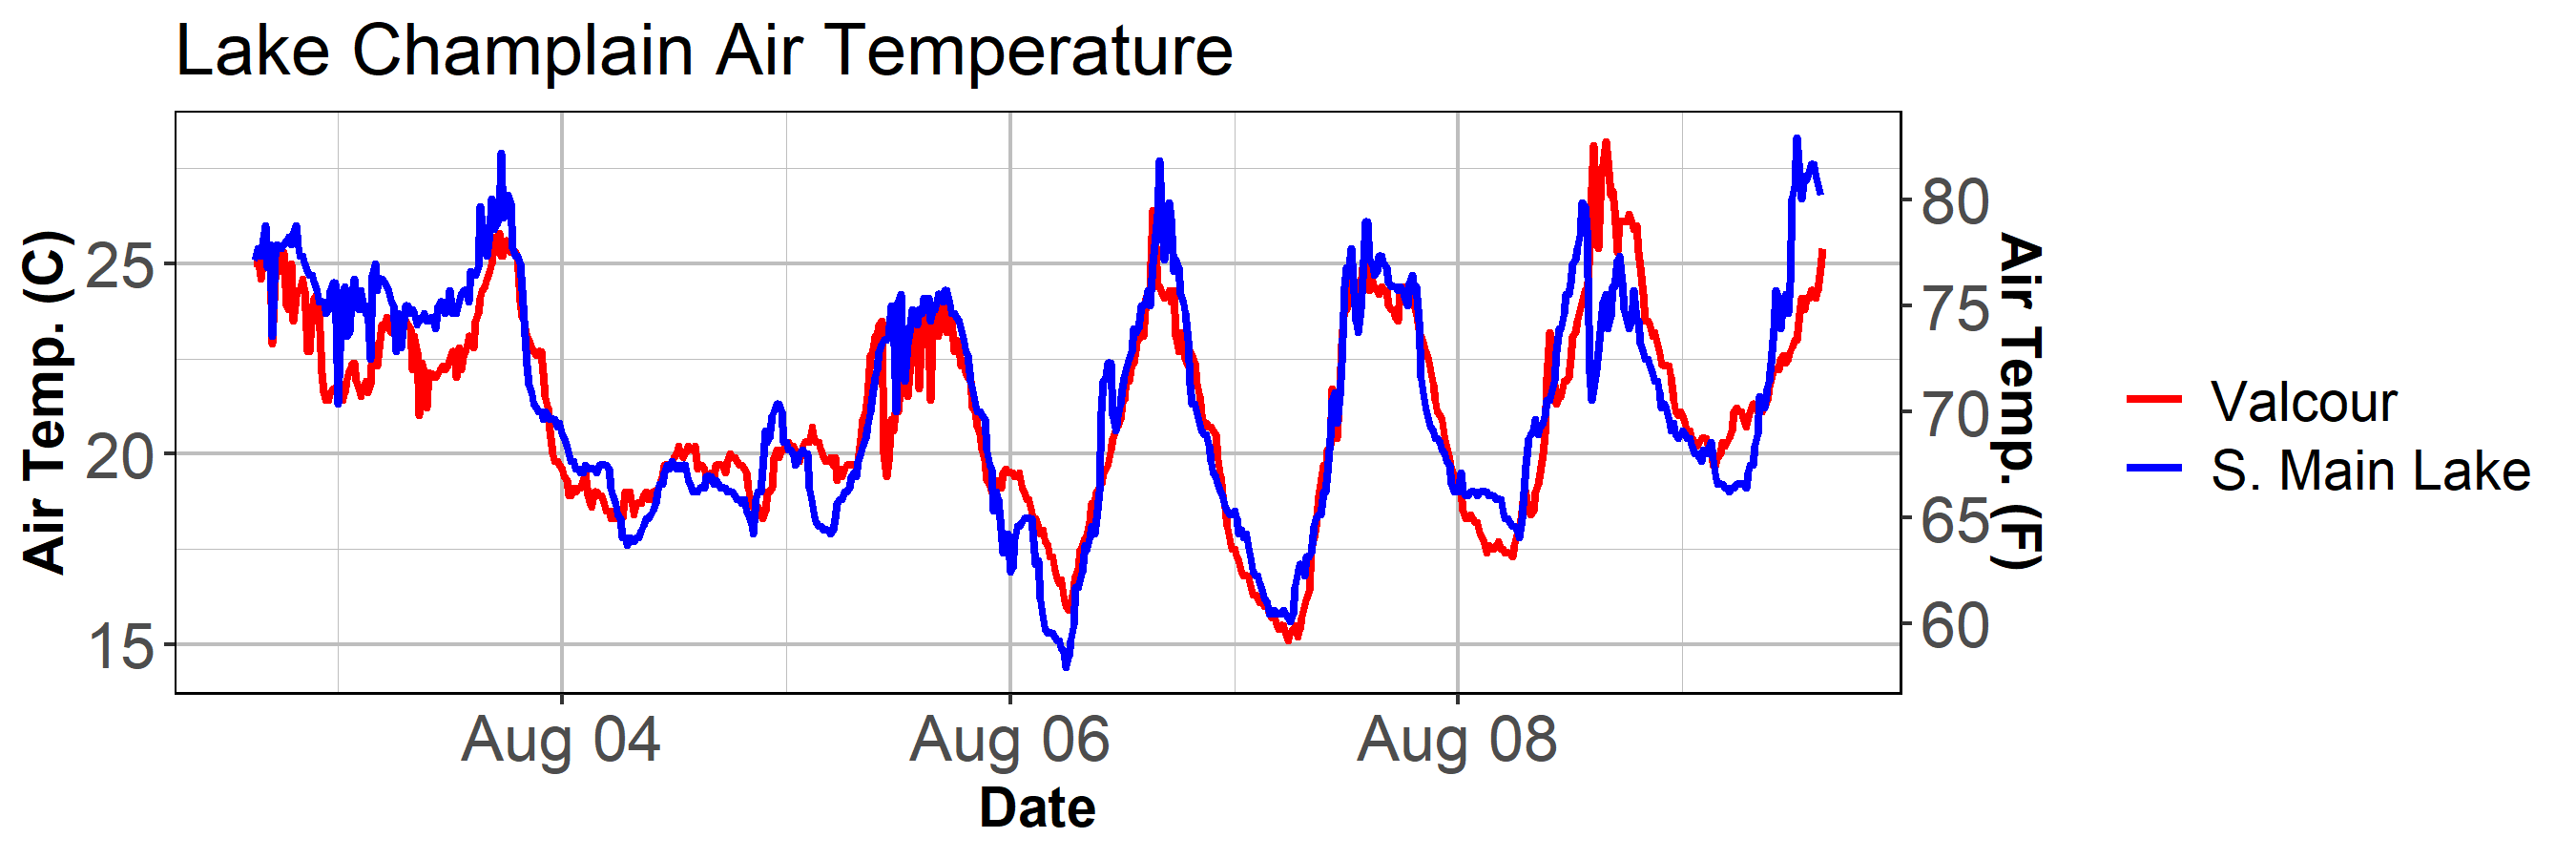 Lake Champlain Air Temperature
Air Temp. (C)
25
20
15
80
75
70
65
60
Air Temp. (F)
Aug 04
Aug 06
Aug 08
Date
Valcour
S. Main Lake